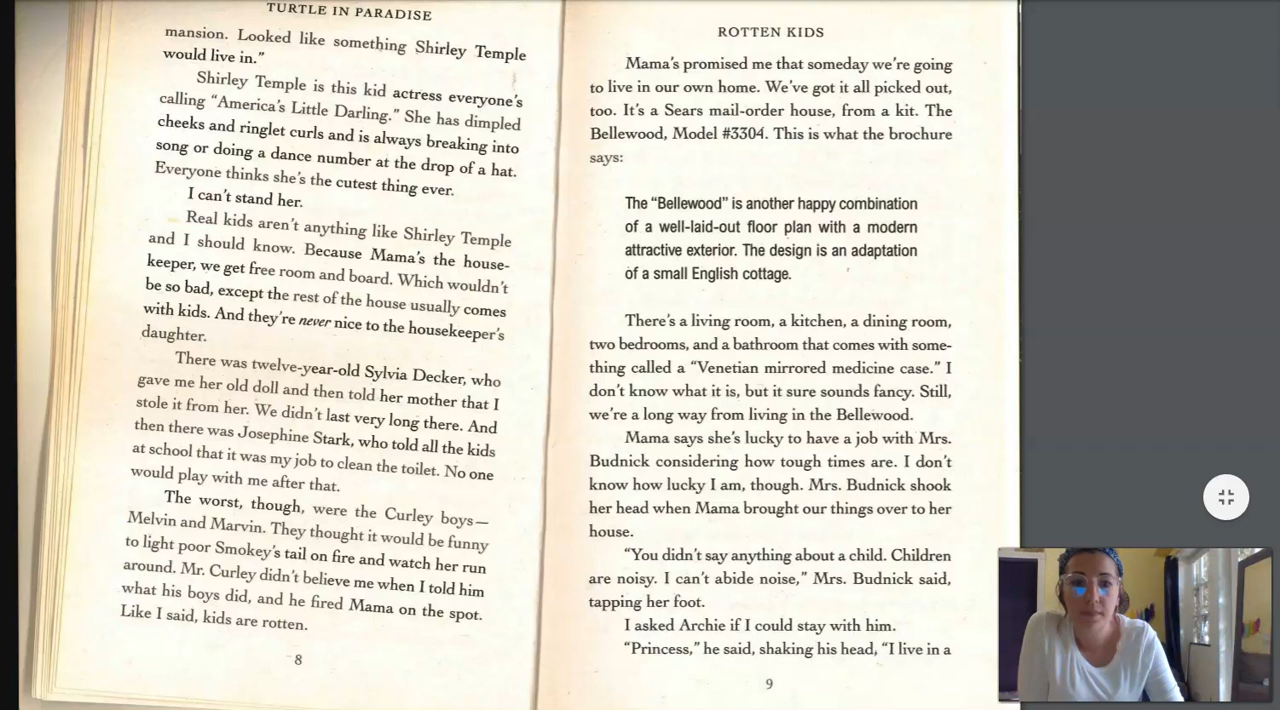 TURTLE IN PARADISE
mansion. Looked like something Shirley Temple
would live in.”
Shirley Temple is this kid actress everyone’s
calling “America’s Little Darling.” She has dimpled
cheeks and ringlet curls and is always breaking into
song or doing a dance number at the drop of a hat.
Everyone thinks she’s the cutest thing ever.
I can’t stand her.
Real kids aren’t anything like Shirley Temple
and I should know. Because Mama’s the house-
keeper, we get free room and board. Which wouldn’t
be so bad, except the rest of the house usually comes
with kids. And they’re never nice to the housekeeper’s
daughter.
There was twelve-year-old Sylvia Decker, who
gave me her old doll and then told her mother that I
stole it from her. We didn’t last very long there. And
then there was Josephine Stark, who told all the kids
at school that it was my job to clean the toilet. No one
would play with me after that.
The worst, though, were the Curley boys—
Melvin and Marvin. They thought it would be funny
to light poor Smokey’s tail on fire and watch her run
around. Mr. Curley didn’t believe me when I told him
what his boys did, and he fired Mama on the spot.
Like I said, kids are rotten.
8
ROTTEN KIDS
Mama’s promised me that someday we’re going
to live in our own home. We’ve got it all picked out,
too. It’s a Sears mail-order house, from a kit. The
Bellewood, Model #3304. This is what the brochure
says:
The “Bellewood” is another happy combination
of a well-laid-out floor plan with a modern
attractive exterior. The design is an adaptation
of a small English cottage.
There’s a living room, a kitchen, a dining room,
two bedrooms, and a bathroom that comes with some-
thing called a “Venetian mirrored medicine case.” I
don’t know what it is, but it sure sounds fancy. Still,
we’re a long way from living in the Bellewood.
Mama says she’s lucky to have a job with Mrs.
Budnick considering how tough times are. I don’t
know how lucky I am, though. Mrs. Budnick shook
her head when Mama brought our things over to her
house.
“You didn’t say anything about a child. Children
are noisy. I can’t abide noise,” Mrs. Budnick said,
tapping her foot.
I asked Archie if I could stay with him.
“Princess,” he said, shaking his head, “I live in a
9